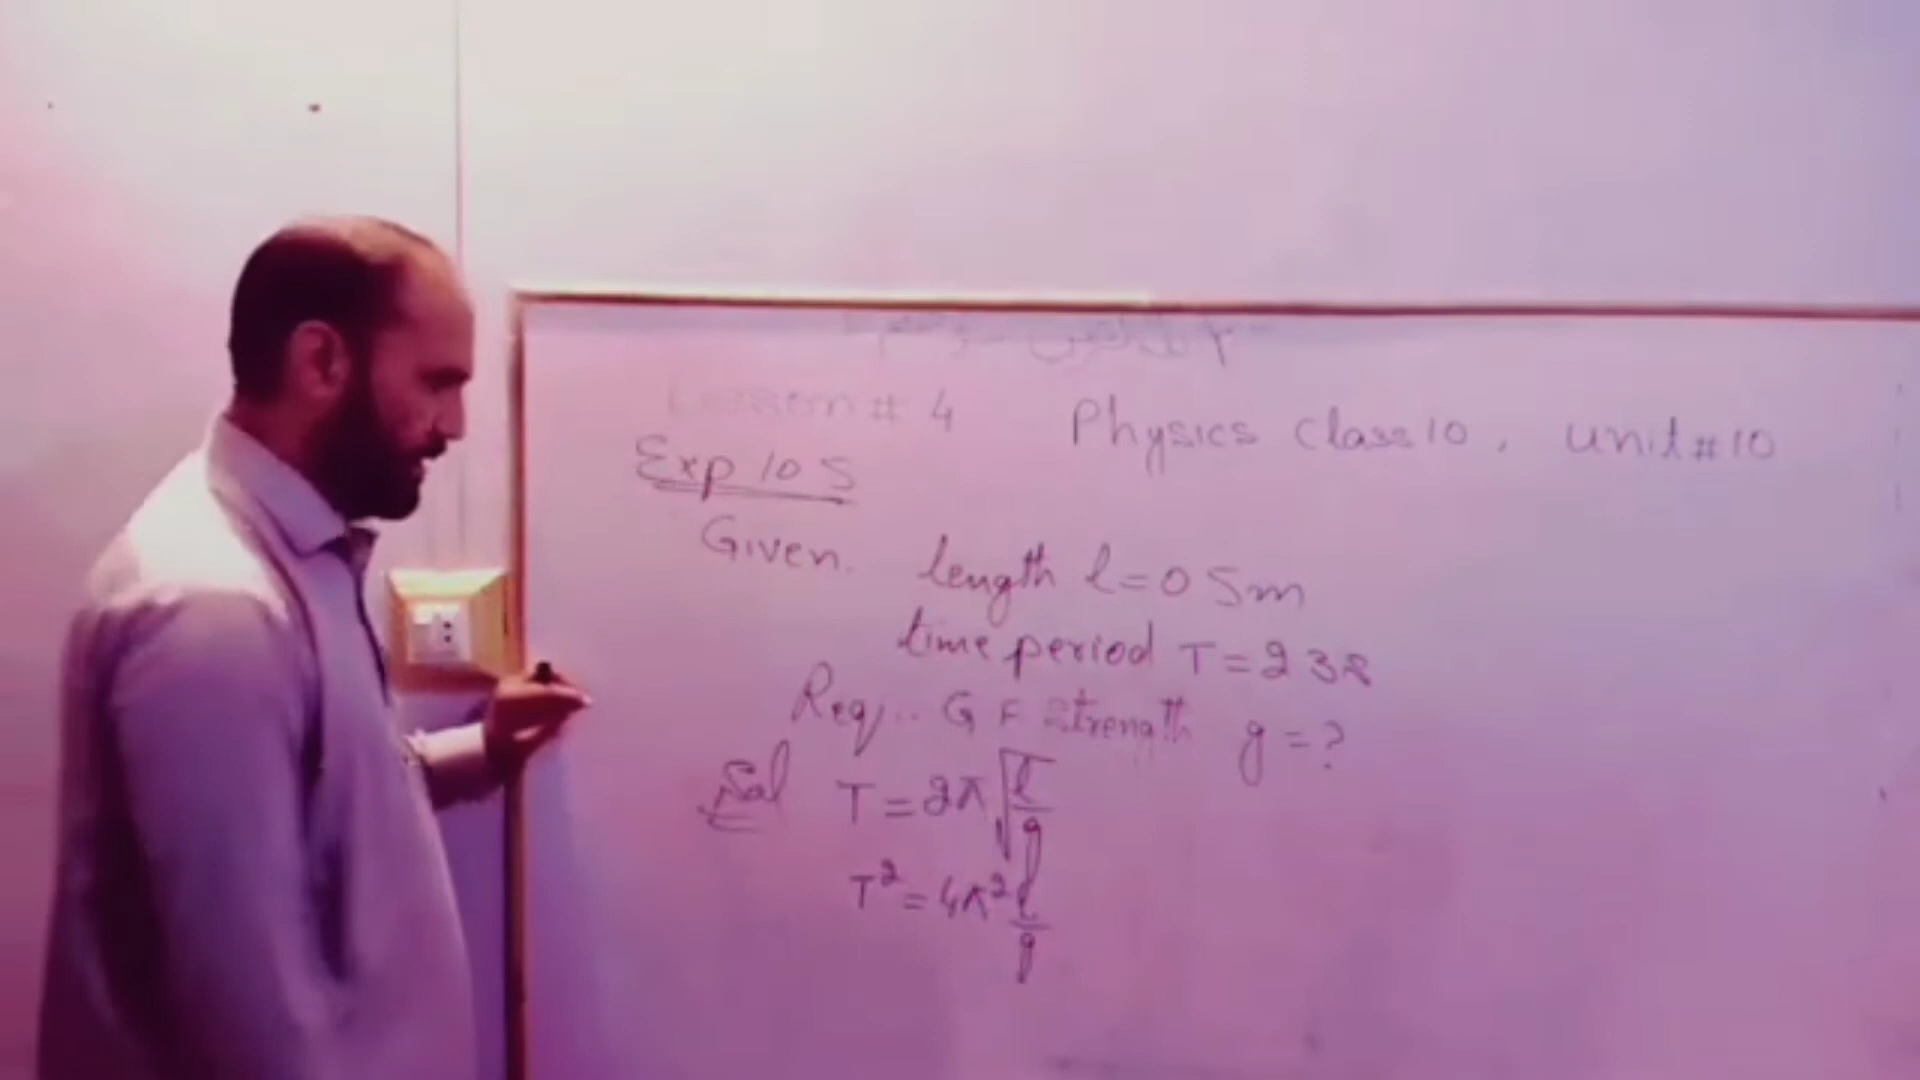 Lesson # 4 Physics Class 10, Unit # 10
Exp 10 5
Given. length l = 0 5m
time period T = 2 3s
Req.. G F strength g = ?
Sol T = 2π√l/g
T² = 4π² l/g